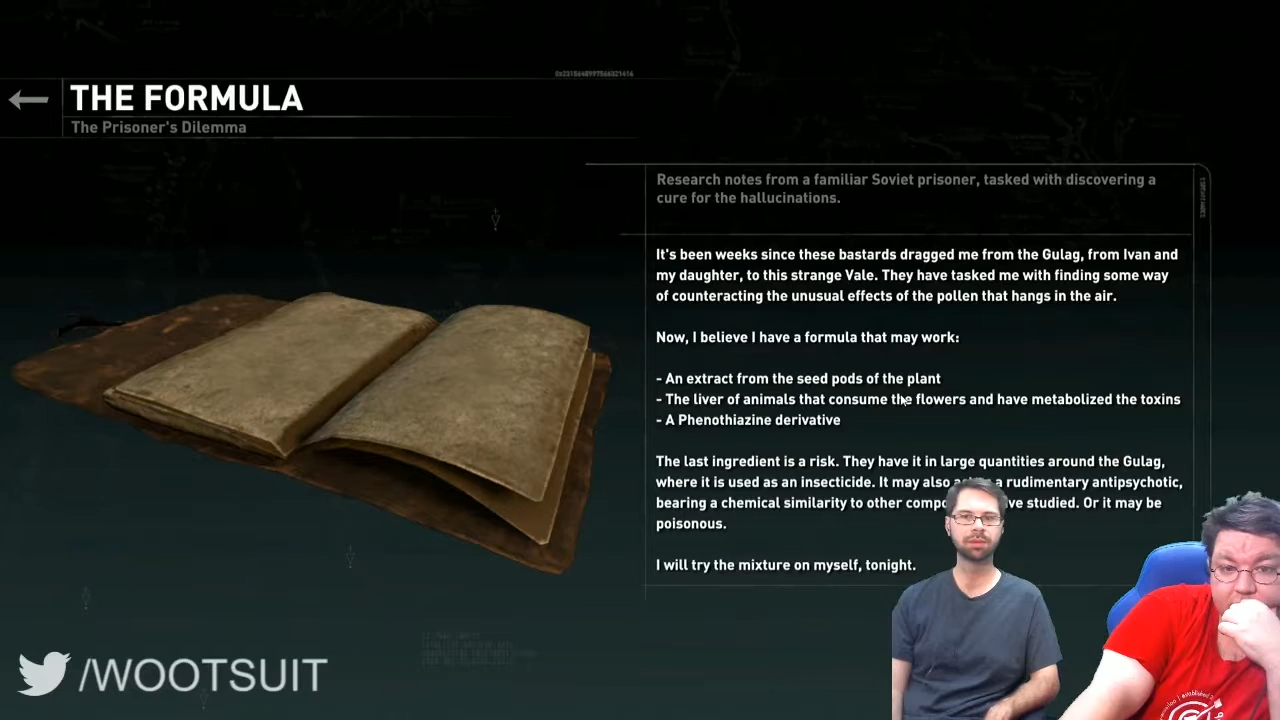 THE FORMULA
The Prisoner's Dilemma
Research notes from a familiar Soviet prisoner, tasked with discovering a
cure for the hallucinations.
It's been weeks since these bastards dragged me from the Gulag, from Ivan and
my daughter, to this strange Vale. They have tasked me with finding some way
of counteracting the unusual effects of the pollen that hangs in the air.
Now, I believe I have a formula that may work:
- An extract from the seed pods of the plant
- The liver of animals that consume the flowers and have metabolized the toxins
- A Phenothiazine derivative
The last ingredient is a risk. They have it in large quantities around the Gulag,
where it is used as an insecticide. It may also a rudimentary antipsychotic,
bearing a chemical similarity to other studied. Or it may be
poisonous.
I will try the mixture on myself, tonight.
/WOOTSUIT